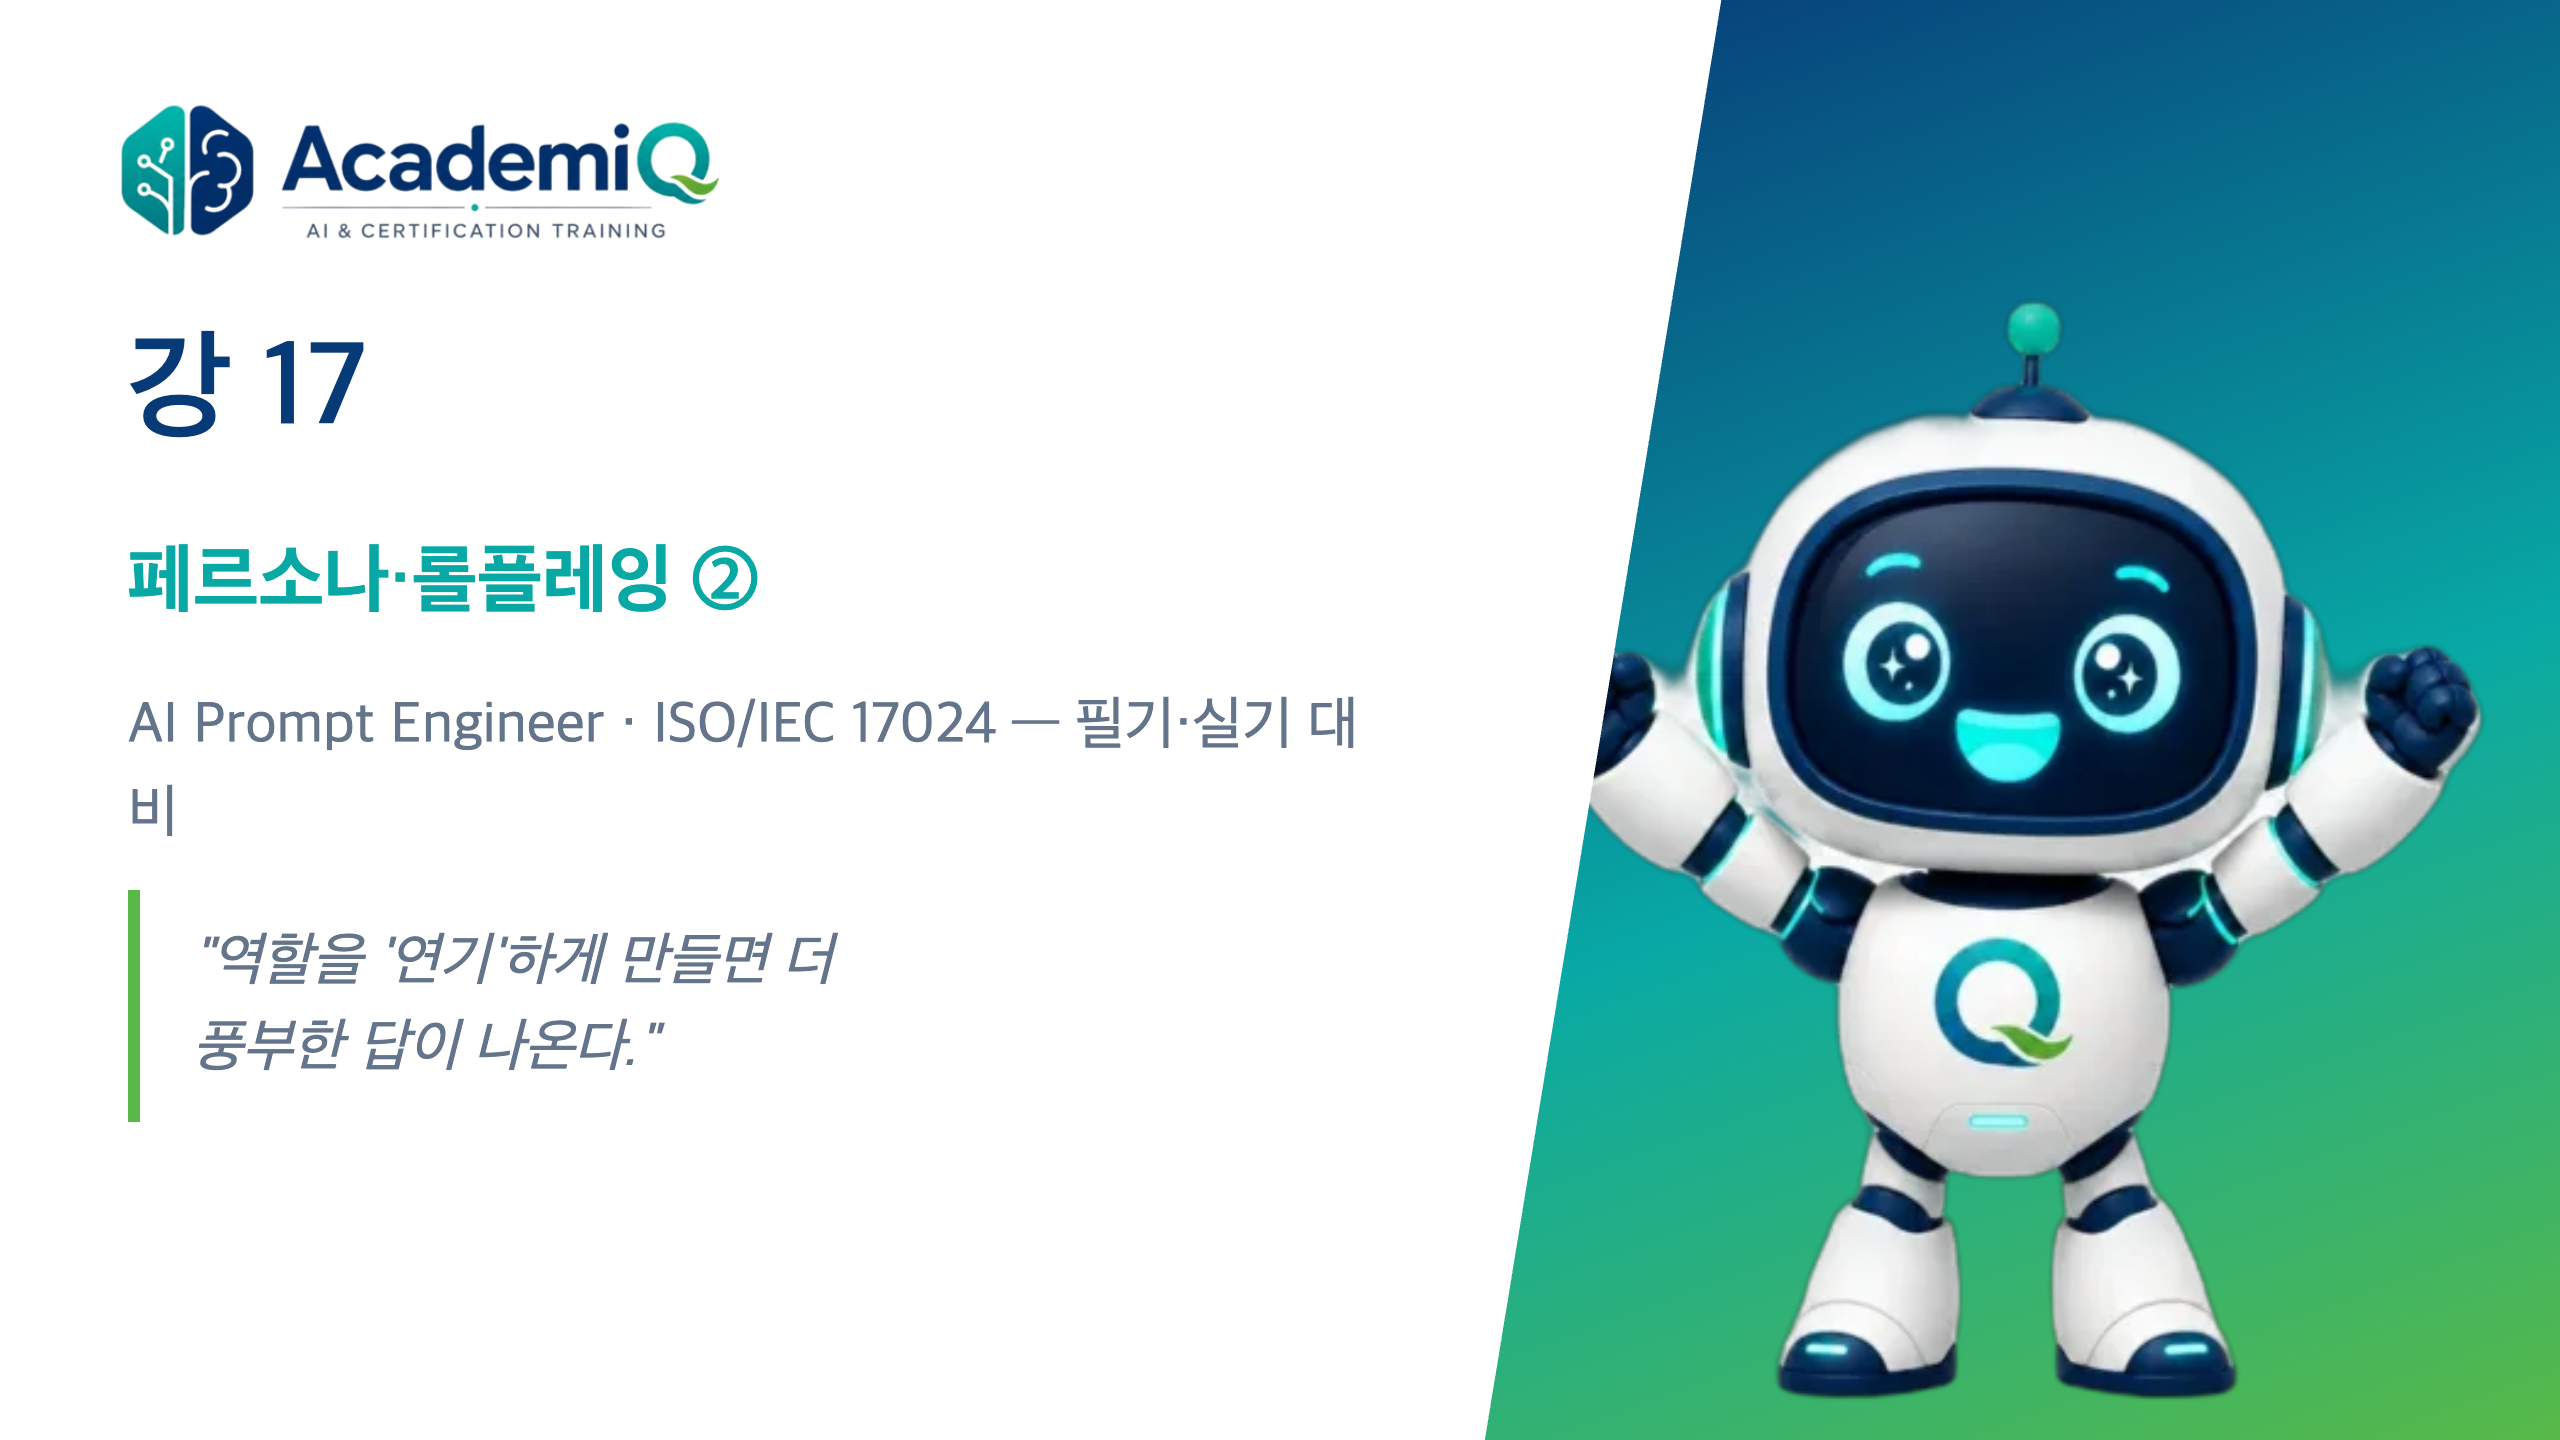 AcademiQ
AI & CERTIFICATION TRAINING
강 17
페르소나·롤플레잉 ②
AI Prompt Engineer · ISO/IEC 17024 — 필기·실기 대
비
"역할을 '연기'하게 만들면 더
풍부한 답이 나온다."
Q